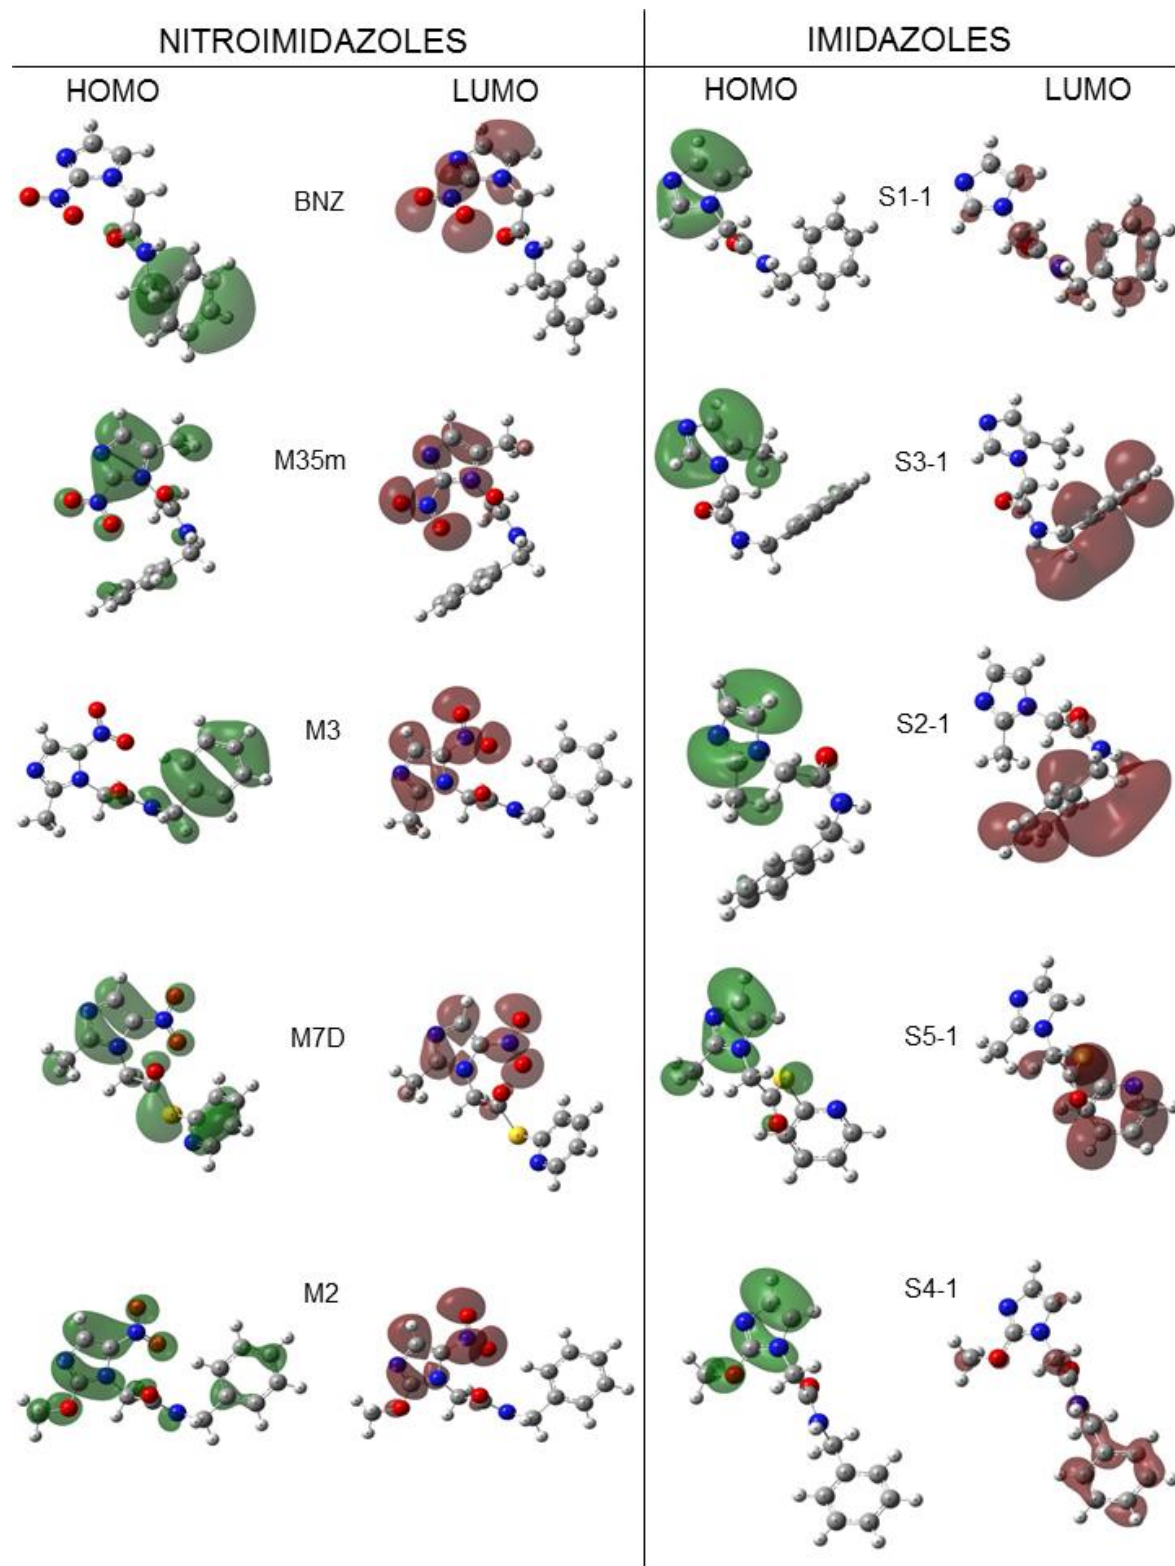 NITROIMIDAZOLES IMIDAZOLES
HOMO LUMO HOMO LUMO
BNZ S1-1
M35m S3-1
M3 S2-1
M7D S5-1
M2 S4-1